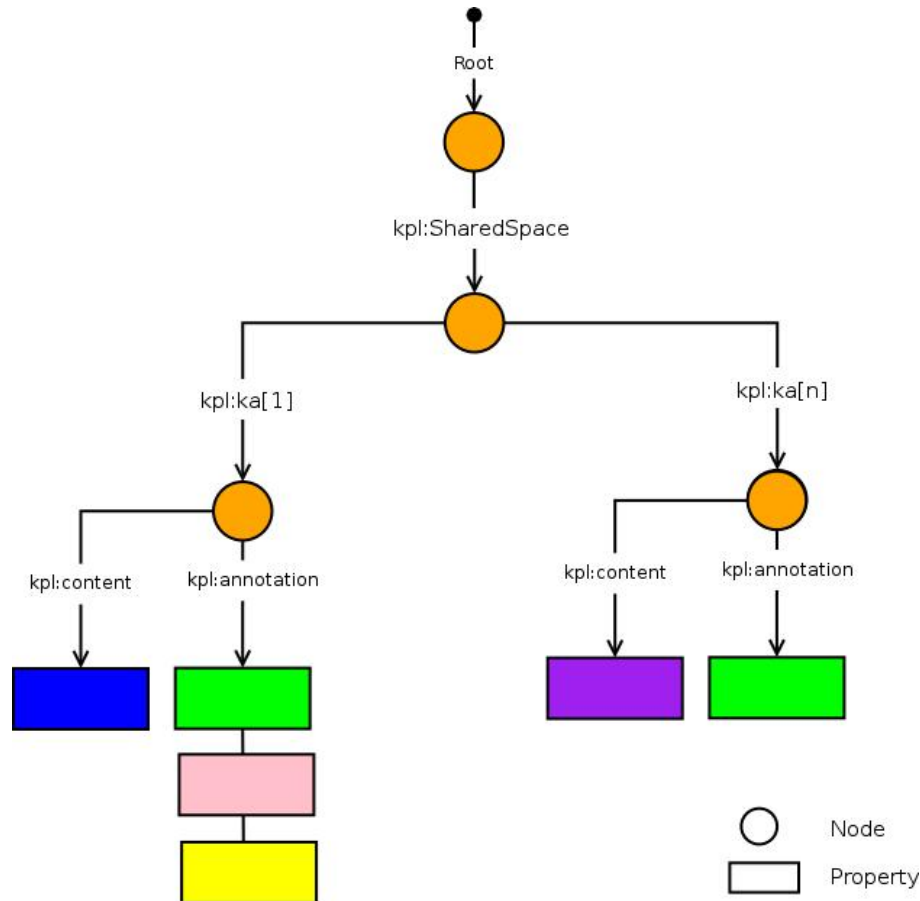 Root
kpl:SharedSpace
kpl:ka[1]
kpl:ka[n]
kpl:content
kpl:annotation
kpl:content
kpl:annotation
Node
Property